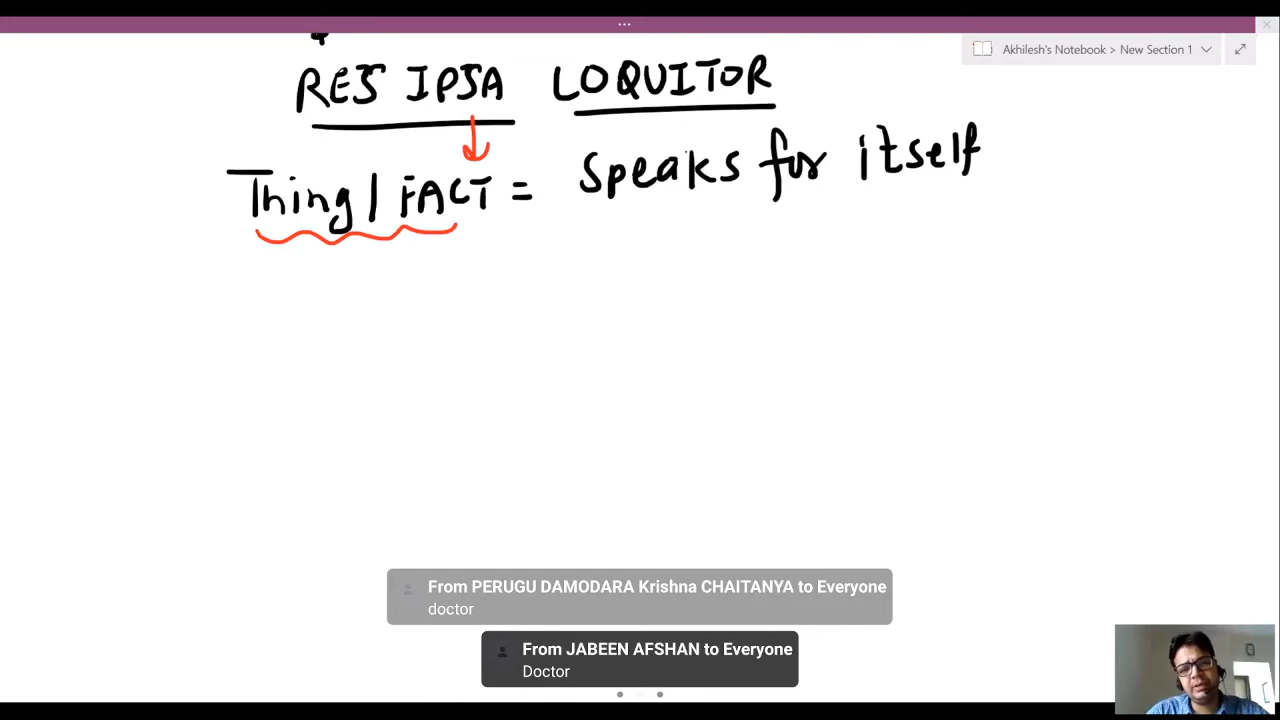 Akhilesh's Notebook > New Section 1
RES IPSA LOQUITOR
Thing/FACT = Speaks for itself
From PERUGU DAMODARA Krishna CHAITANYA to Everyone
doctor
From JABEEN AFSHAN to Everyone
Doctor